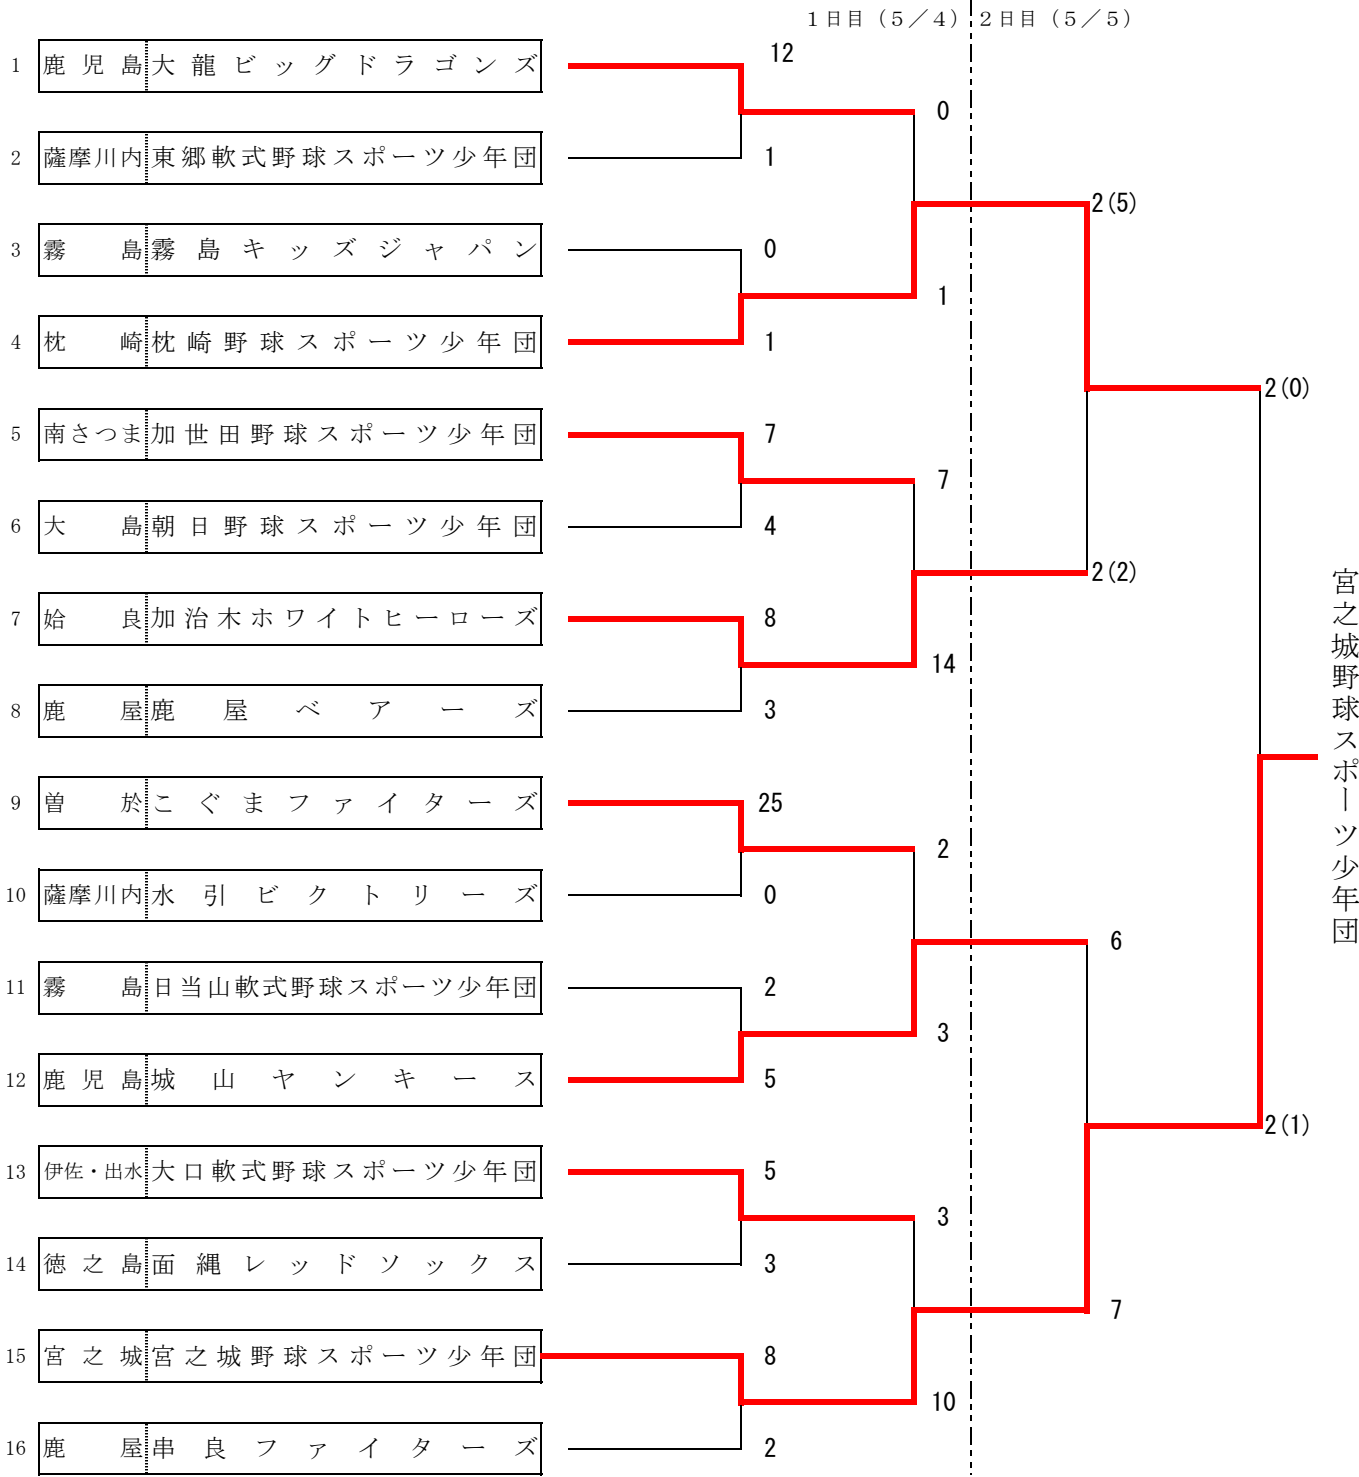 1日目（5／4） 2日目（5／5）
1 鹿児島 大龍ビッグドラゴンズ 12
0
2 薩摩川内 東郷軟式野球スポーツ少年団 1
2(5)
3 霧島 霧島キッズジャパン 0
1
4 枕崎 枕崎野球スポーツ少年団 1
2(0)
5 南さつま 加世田野球スポーツ少年団 7
7
6 大島 朝日野球スポーツ少年団 4
2(2)
7 姶良 加治木ホワイトヒーローズ 8
14
8 鹿屋 鹿屋ベアーズ 3
宮之城野球スポーツ少年団
9 曽於 こぐまファイターズ 25
2
10 薩摩川内 水引ビクトリーズ 0
6
11 霧島 日当山軟式野球スポーツ少年団 2
3
12 鹿児島 城山ヤンキース 5
2(1)
13 伊佐・出水 大口軟式野球スポーツ少年団 5
3
14 徳之島 面縄レッドソックス 3
7
15 宮之城 宮之城野球スポーツ少年団 8
10
16 鹿屋 串良ファイターズ 2